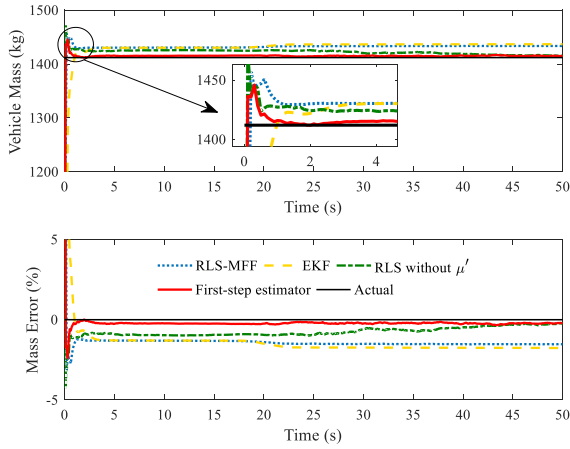 1500
1400
1300
1200
Vehicle Mass (kg)
1450
1400
0
2
4
0 5 10 15 20 25 30 35 40 45 50
Time (s)
5
0
-5
Mass Error (%)
RLS-MFF EKF RLS without μ′
First-step estimator Actual
0 5 10 15 20 25 30 35 40 45 50
Time (s)